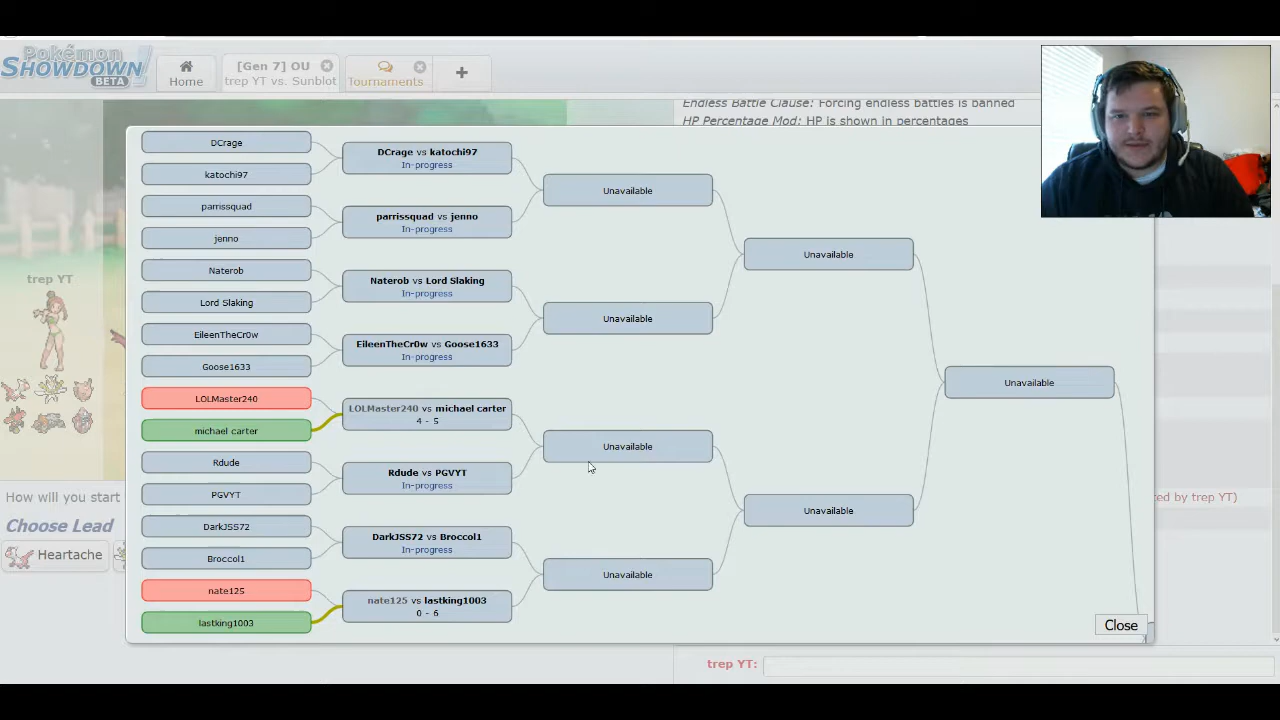 Pokémon
SHOWDOWN!
BETA
Home
[Gen 7] OU
trep YT vs. Sunblot
Tournaments
Endless Battle Clause: Forcing endless battles is banned
HP Percentage Mod: HP is shown in percentages
trep YT
DCrage
katochi97
parrissquad
jenno
Naterob
Lord Slaking
EileenTheCr0w
Goose1633
LOLMaster240
michael carter
Rdude
PGVYT
DarkJSS72
Broccol1
nate125
lastking1003
DCrage vs katochi97
In-progress
parrissquad vs jenno
In-progress
Naterob vs Lord Slaking
In-progress
EileenTheCr0w vs Goose1633
In-progress
LOLMaster240 vs michael carter
4 - 5
Rdude vs PGVYT
In-progress
DarkJSS72 vs Broccol1
In-progress
nate125 vs lastking1003
0 - 6
Unavailable
Unavailable
Unavailable
Unavailable
Unavailable
Unavailable
Unavailable
How will you start
Choose Lead
Heartache
ted by trep YT)
Close
trep YT: